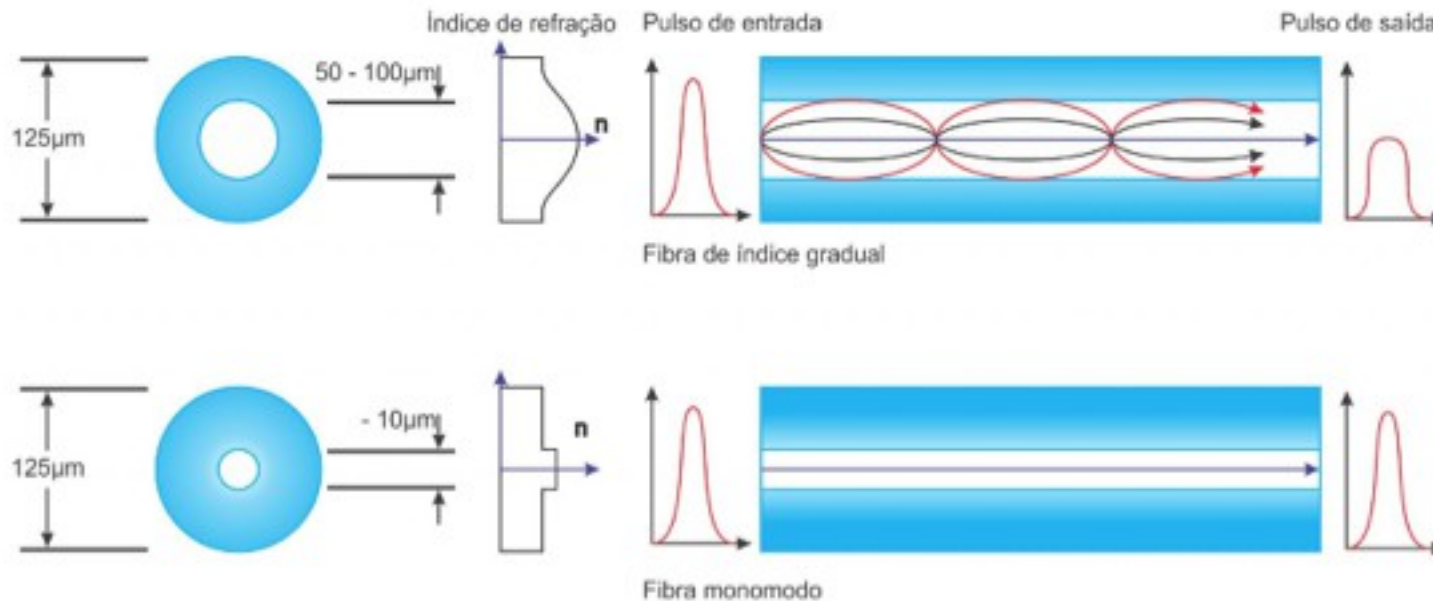 Índice de refração
Pulso de entrada
Pulso de saída
50 - 100µm
125µm
n
Fibra de índice gradual
- 10µm
n
125µm
Fibra monomodo